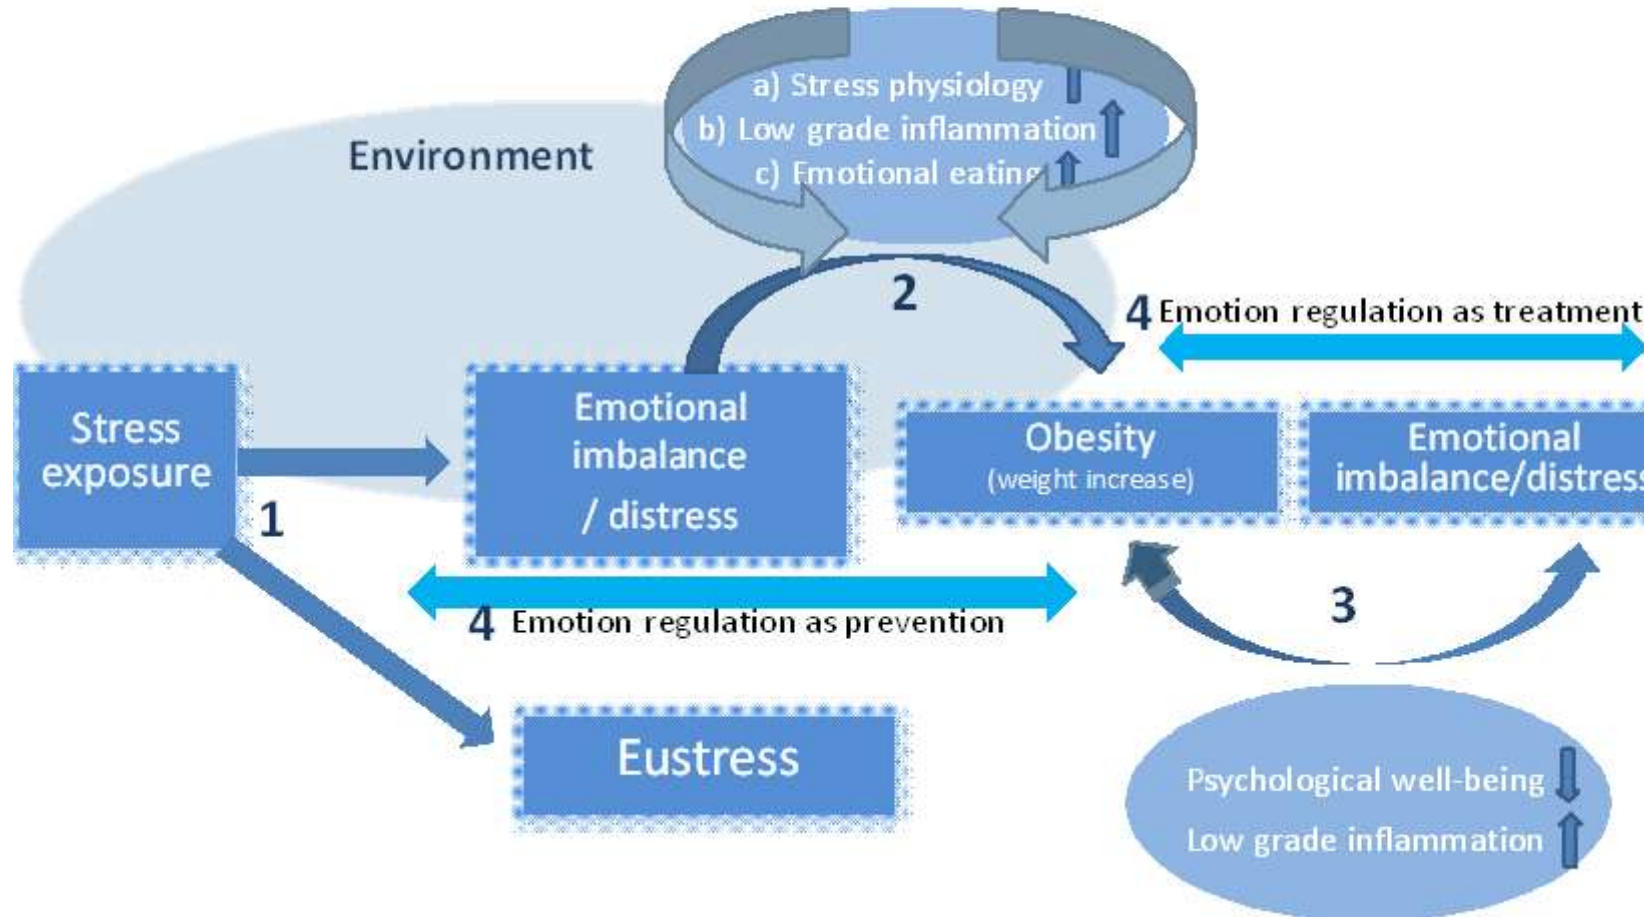 a) Stress physiology
b) Low grade inflammation
c) Emotional eating
Environment
2
4 Emotion regulation as treatment
Stress
exposure
1
Emotional
imbalance
/ distress
Obesity
(weight increase)
Emotional
imbalance/distress
4 Emotion regulation as prevention
3
Eustress
Psychological well-being
Low grade inflammation